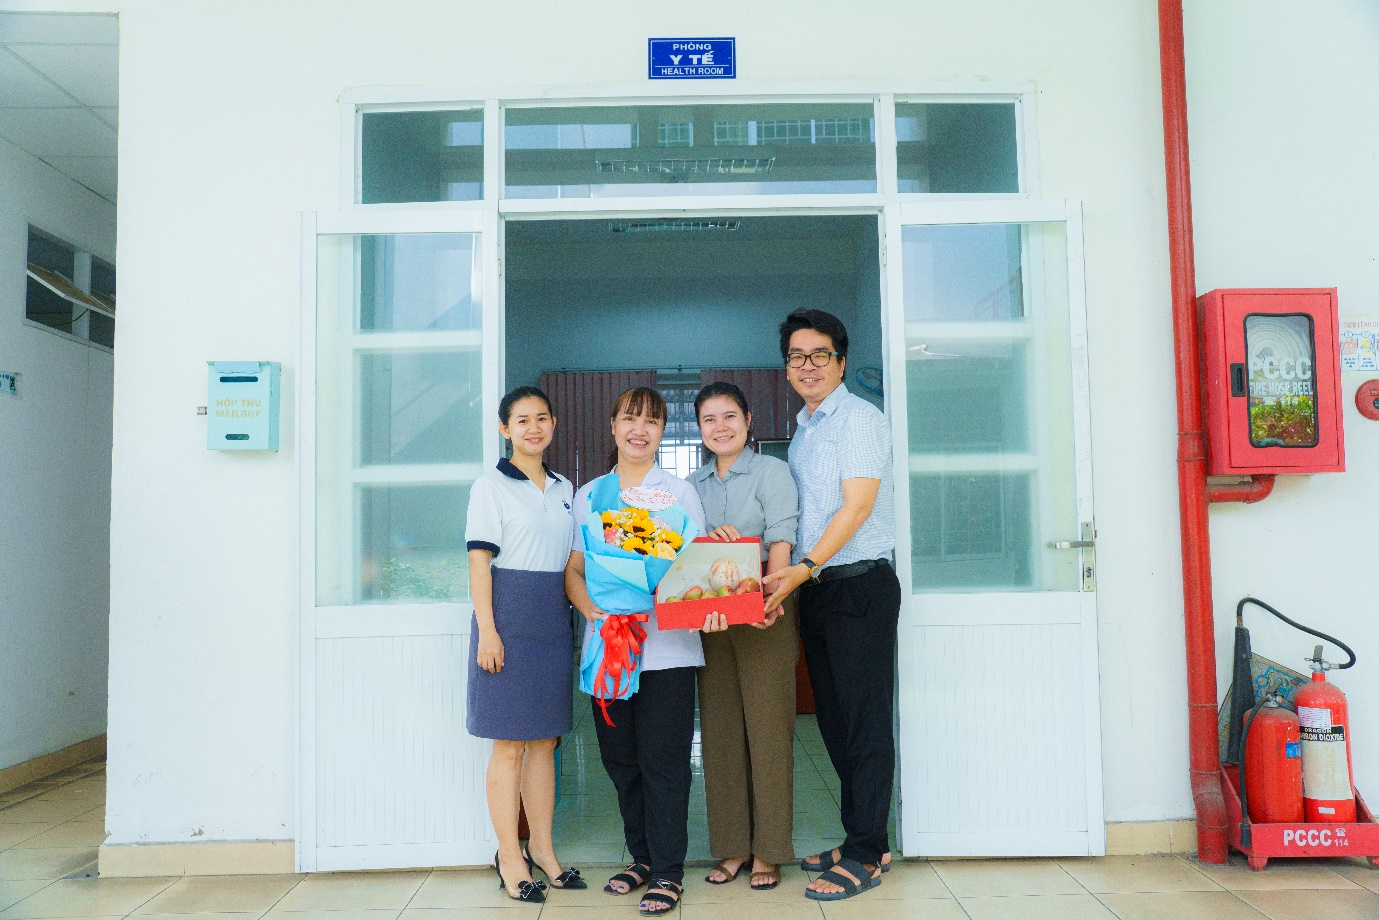 PHÒNG
Y TẾ
HEALTH ROOM
HỘP THƯ
MAILBOX
PCCC
FIRE HOSE REEL
DRAGON
CARBON DIOXIDE
PCCC ☎
114